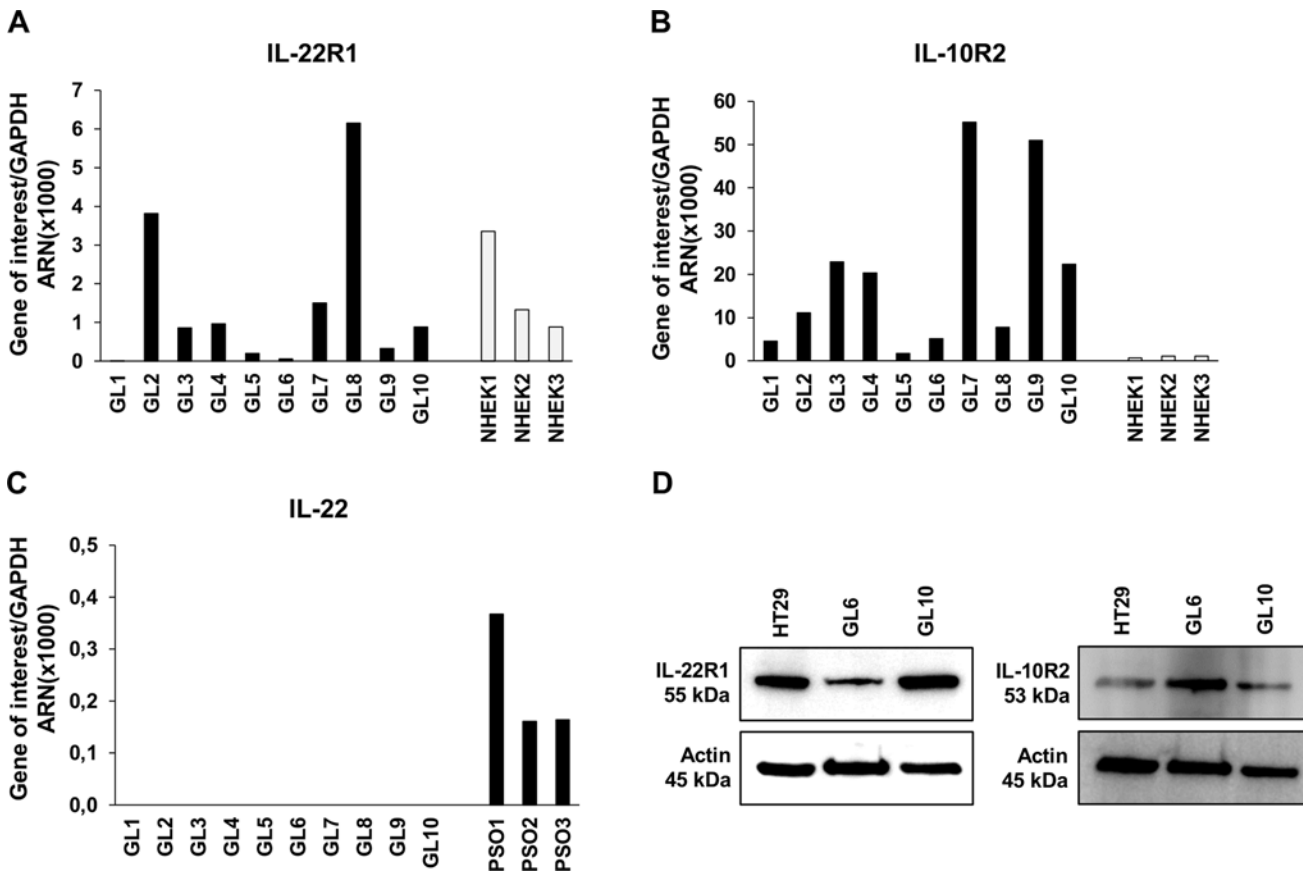 A
IL-22R1
Gene of interest/GAPDH
ARN(x1000)
7
6
5
4
3
2
1
0
GL1
GL2
GL3
GL4
GL5
GL6
GL7
GL8
GL9
GL10
NHEK1
NHEK2
NHEK3
B
IL-10R2
Gene of interest/GAPDH
ARN(x1000)
60
50
40
30
20
10
0
GL1
GL2
GL3
GL4
GL5
GL6
GL7
GL8
GL9
GL10
NHEK1
NHEK2
NHEK3
C
IL-22
Gene of interest/GAPDH
ARN(x1000)
0,5
0,4
0,3
0,2
0,1
0,0
GL1
GL2
GL3
GL4
GL5
GL6
GL7
GL8
GL9
GL10
PSO1
PSO2
PSO3
D
HT29
GL6
GL10
IL-22R1
55 kDa
Actin
45 kDa
HT29
GL6
GL10
IL-10R2
53 kDa
Actin
45 kDa